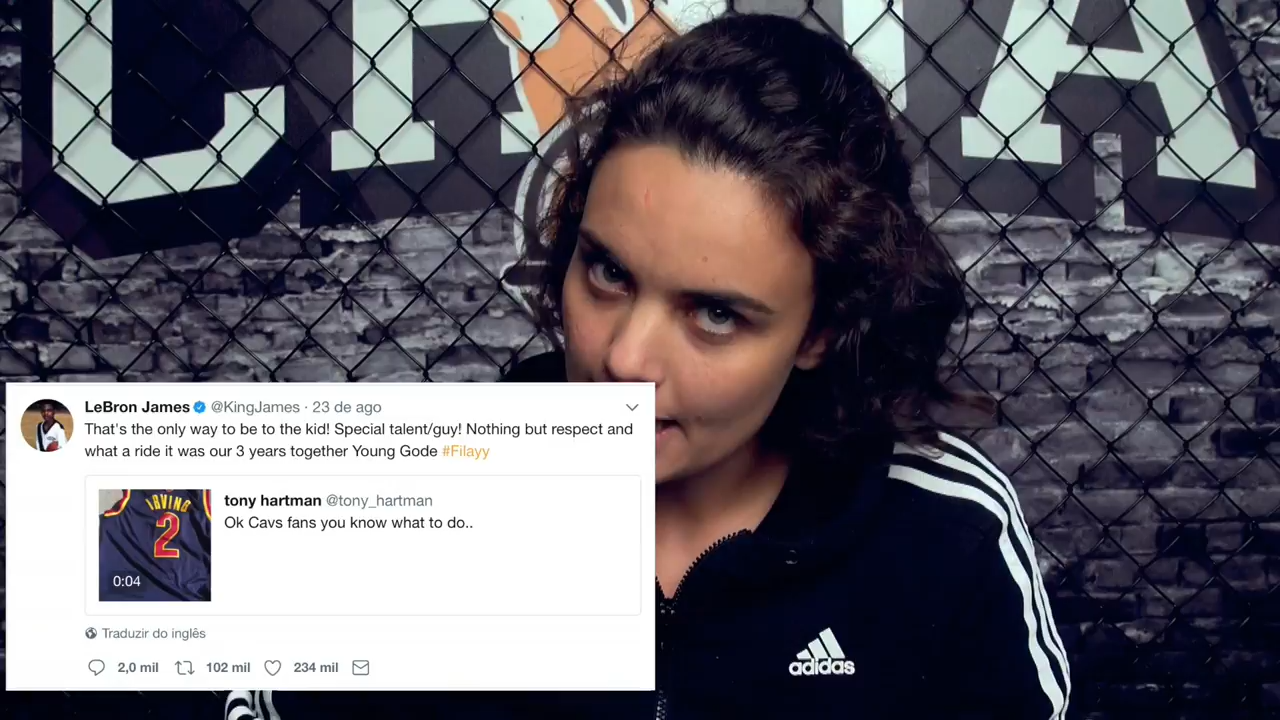 LeBron James @KingJames · 23 de ago
That's the only way to be to the kid! Special talent/guy! Nothing but respect and
what a ride it was our 3 years together Young Gode #Filayy
tony hartman @tony_hartman
Ok Cavs fans you know what to do..
IRVING
2
0:04
Traduzir do inglês
2,0 mil 102 mil 234 mil
adidas